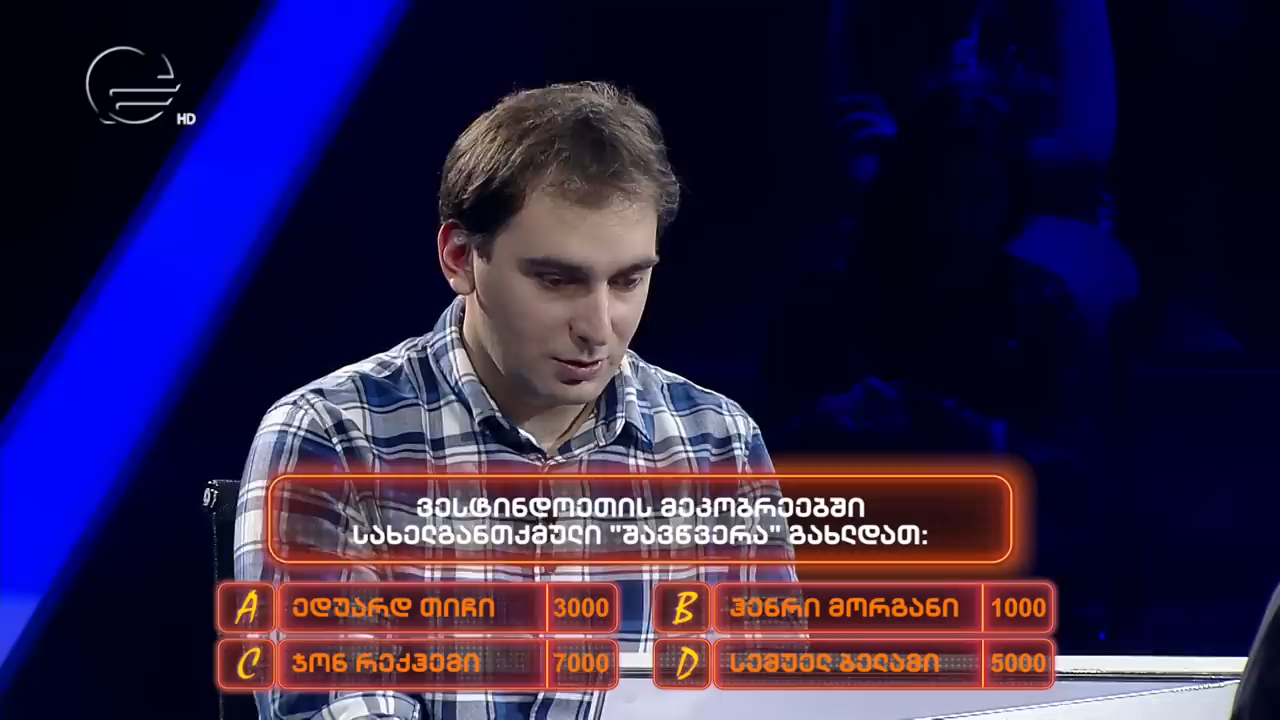 HD
ვესტინდოეთის მეკობრეებში
სახელგანთქმული "შავწვერა" გახლდათ:
A ედუარდ თიჩი 3000
B ჰენრი მორგანი 1000
C ჯონ რექჰემი 7000
D სემუელ ბელამი 5000